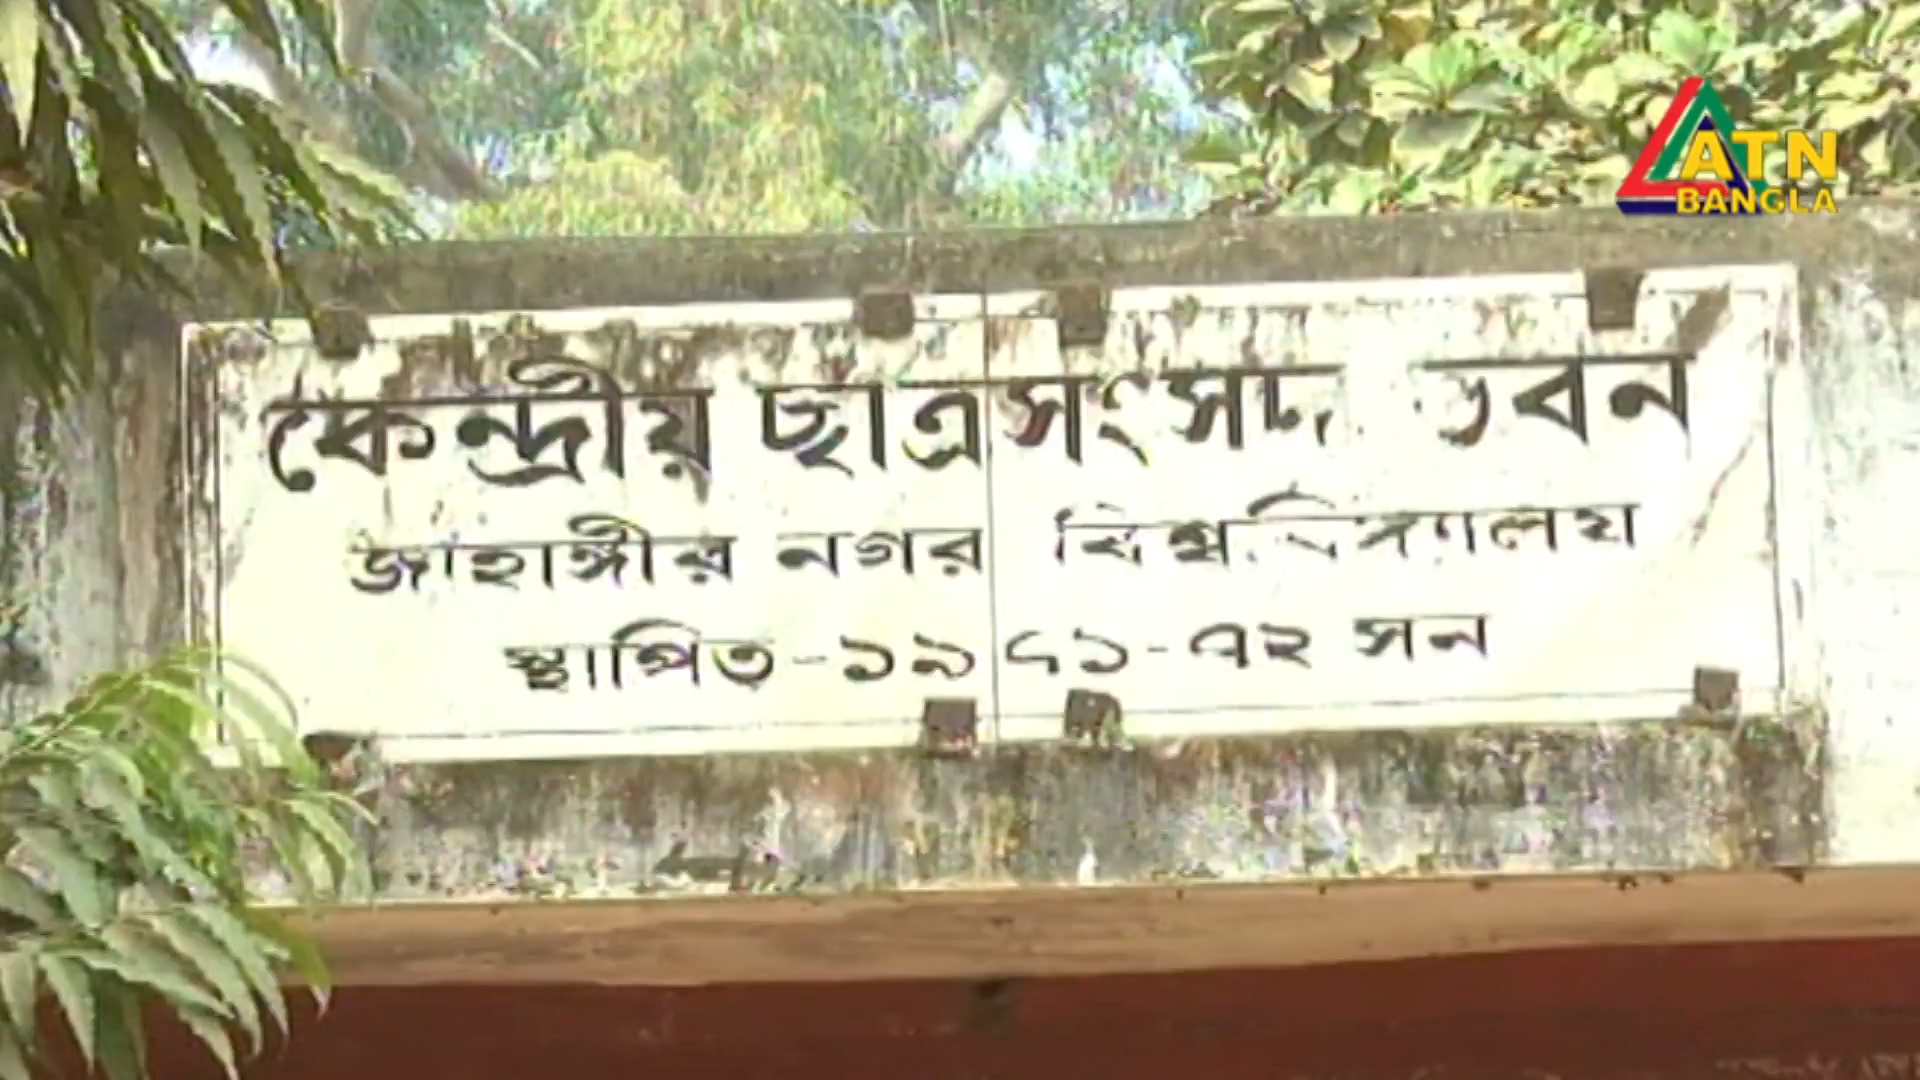 ATN
BANGLA
কেন্দ্রীয় ছাত্রসংসদ ভবন
জাহাঙ্গীর নগর বিশ্ববিদ্যালয়
স্থাপিত-১৯৭১-৭২ সন